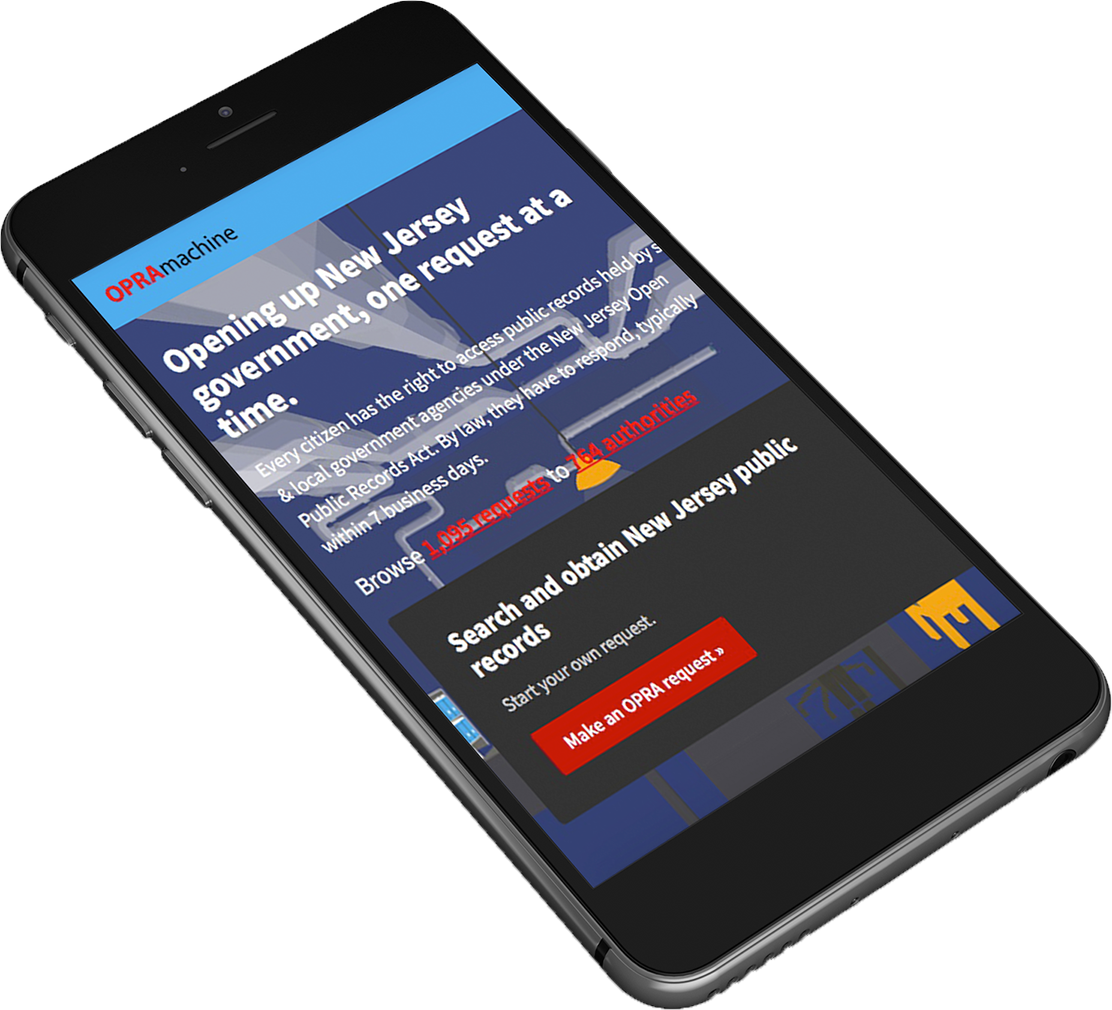 OPRAmachine
Opening up New Jersey
government, one request at a
time.
Every citizen has the right to access public records held by s
& local government agencies under the New Jersey Open
Public Records Act. By law, they have to respond, typically
within 7 business days.
Browse 1,095 requests to 764 authorities
Search and obtain New Jersey public
records
Start your own request.
Make an OPRA request »